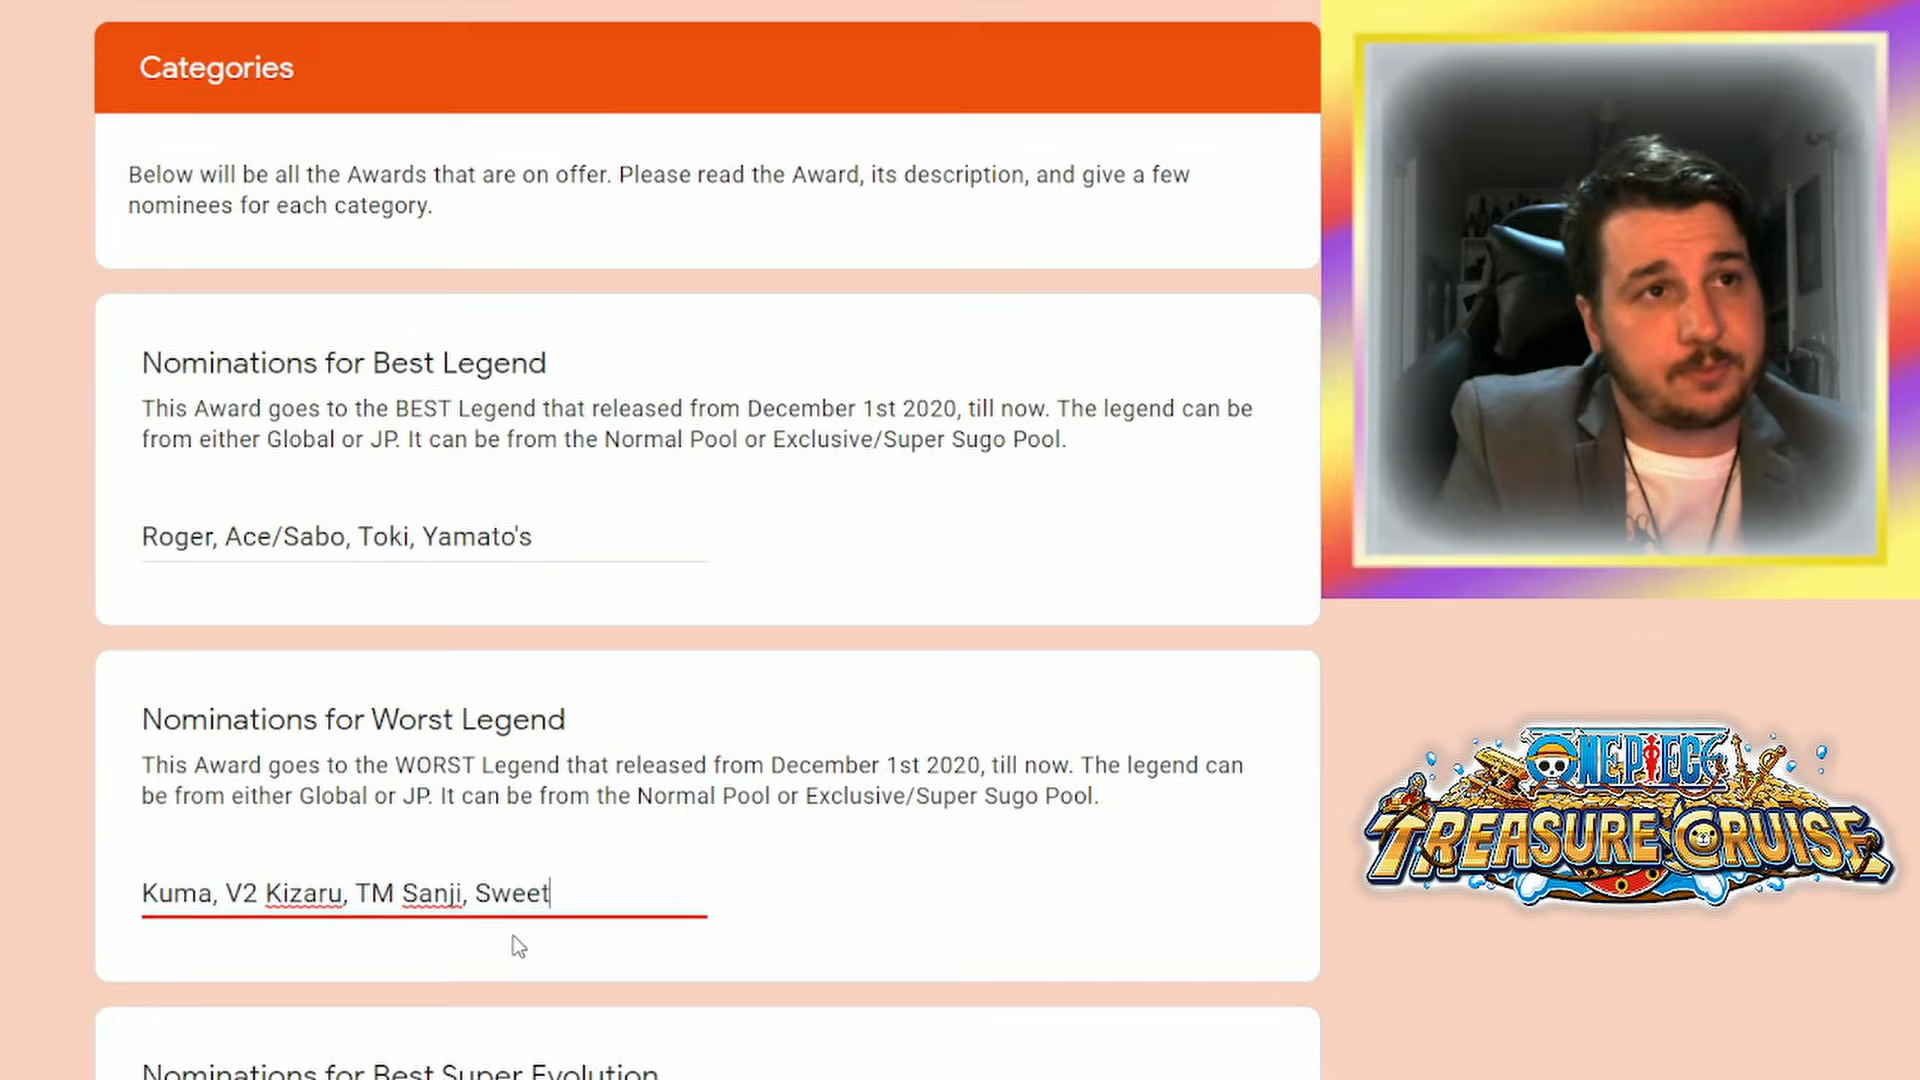 Categories
Below will be all the Awards that are on offer. Please read the Award, its description, and give a few
nominees for each category.
Nominations for Best Legend
This Award goes to the BEST Legend that released from December 1st 2020, till now. The legend can be
from either Global or JP. It can be from the Normal Pool or Exclusive/Super Sugo Pool.
Roger, Ace/Sabo, Toki, Yamato's
Nominations for Worst Legend
This Award goes to the WORST Legend that released from December 1st 2020, till now. The legend can
be from either Global or JP. It can be from the Normal Pool or Exclusive/Super Sugo Pool.
Kuma, V2 Kizaru, TM Sanji, Sweet
Nominations for Best Super Evolution
ONE PIECE
TREASURE CRUISE